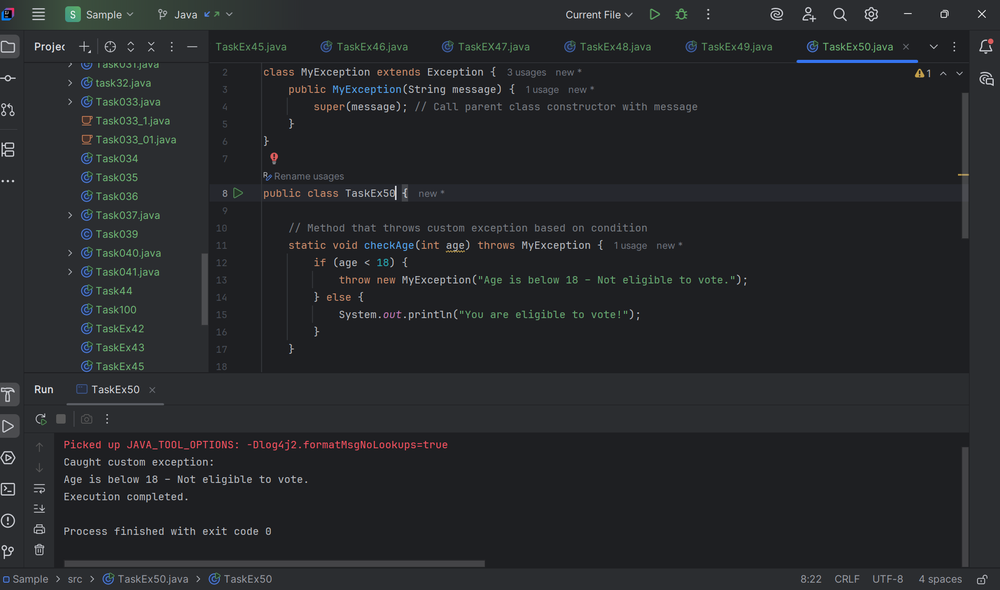 S Sample Java Current File
Project
TaskEx45.java TaskEx46.java TaskEX47.java TaskEx48.java TaskEx49.java TaskEx50.java
Task031.java
task32.java
Task033.java
Task033_1.java
Task033_01.java
Task034
Task035
Task036
Task037.java
Task039
Task040.java
Task041.java
Task44
Task100
TaskEx42
TaskEx43
TaskEx45
1
2 class MyException extends Exception { 3 usages new *
3 public MyException(String message) { 1 usage new *
4 super(message); // Call parent class constructor with message
5 }
6 }
7
Rename usages
8 public class TaskEx50 { new *
9
10 // Method that throws custom exception based on condition
11 static void checkAge(int age) throws MyException { 1 usage new *
12 if (age < 18) {
13 throw new MyException("Age is below 18 – Not eligible to vote.");
14 } else {
15 System.out.println("You are eligible to vote!");
16 }
17 }
18
Run TaskEx50
Picked up JAVA_TOOL_OPTIONS: -Dlog4j2.formatMsgNoLookups=true
Caught custom exception:
Age is below 18 – Not eligible to vote.
Execution completed.
Process finished with exit code 0
Sample > src > TaskEx50.java > TaskEx50 8:22 CRLF UTF-8 4 spaces